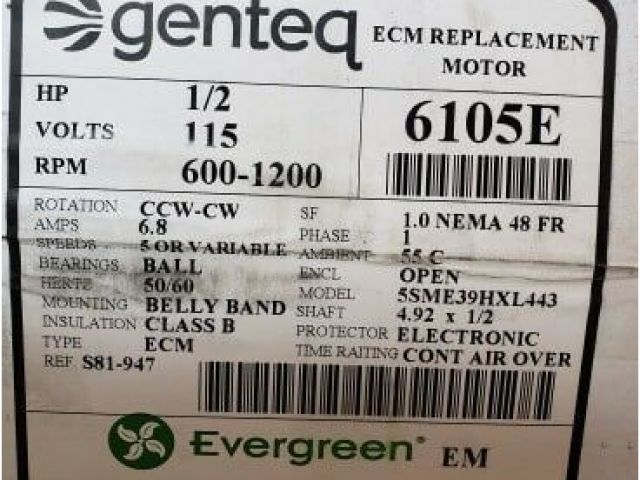 genteq
ECM REPLACEMENT
MOTOR
HP 1/2
VOLTS 115
RPM 600-1200
6105E
ROTATION CCW-CW
AMPS 6.8
SPEEDS 5 OR VARIABLE
BEARINGS BALL
HERTZ 50/60
MOUNTING BELLY BAND
INSULATION CLASS B
TYPE ECM
REF. S81-947
SF 1.0 NEMA 48 FR
PHASE 1
AMBIENT 55 C
ENCL OPEN
MODEL 5SME39HXL443
SHAFT 4.92 x 1/2
PROTECTOR ELECTRONIC
TIME RAITING CONT AIR OVER
Evergreen® EM